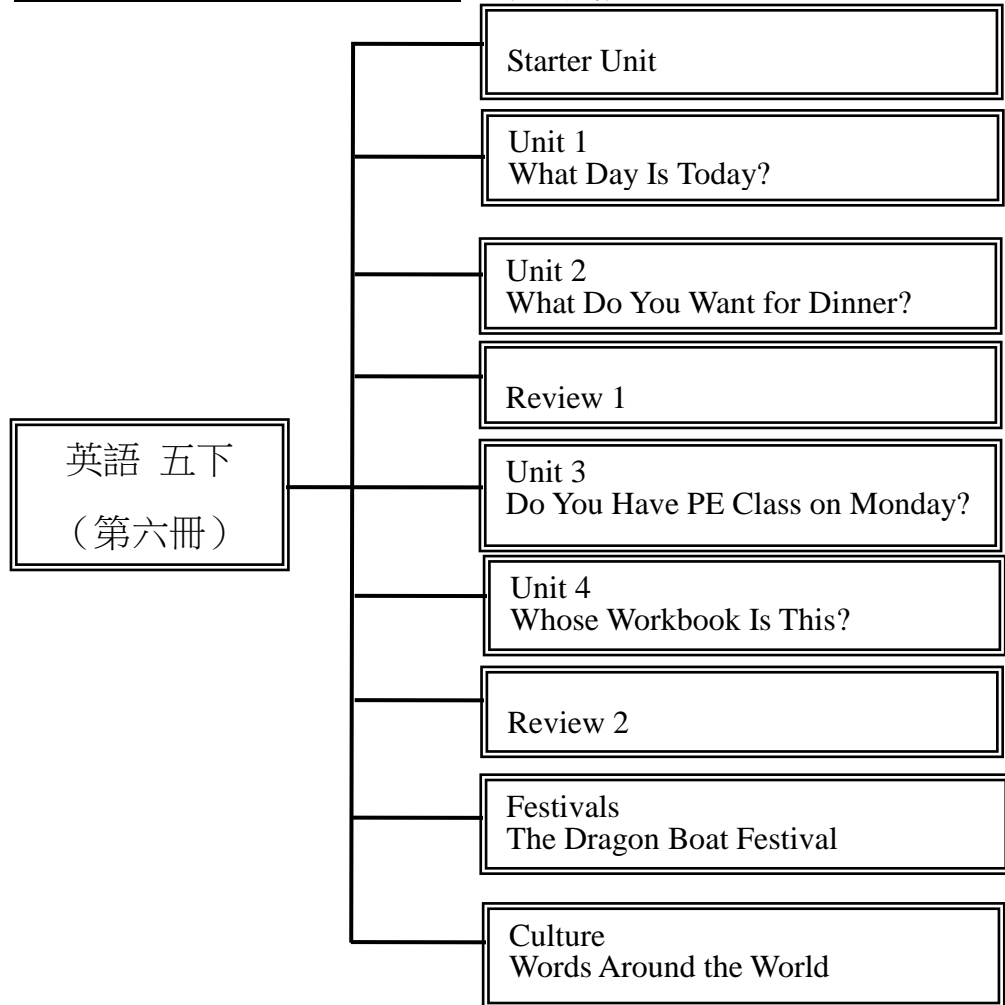 Starter Unit
Unit 1
What Day Is Today?
Unit 2
What Do You Want for Dinner?
Review 1
英語 五下
（第六冊）
Unit 3
Do You Have PE Class on Monday?
Unit 4
Whose Workbook Is This?
Review 2
Festivals
The Dragon Boat Festival
Culture
Words Around the World